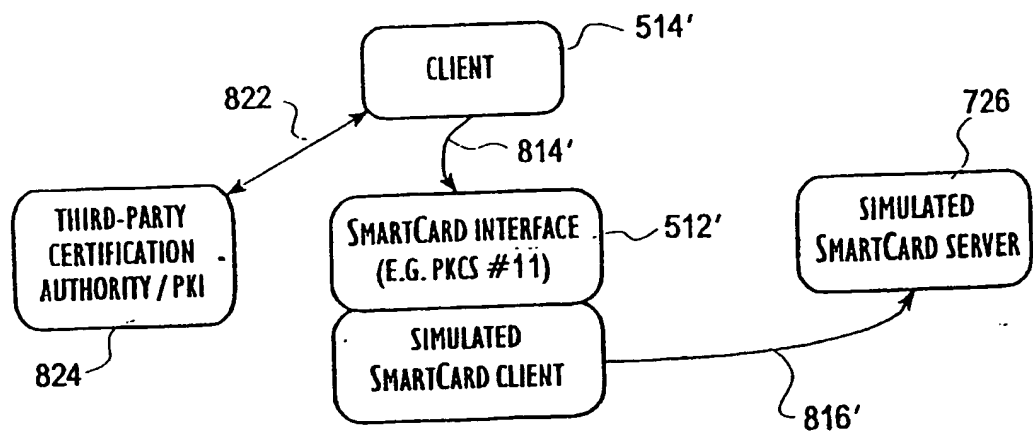 514'
CLIENT
822
814'
726
THIRD-PARTY
CERTIFICATION
AUTHORITY / PKI
824
SMARTCARD INTERFACE
(E.G. PKCS #11)
512'
SIMULATED
SMARTCARD CLIENT
SIMULATED
SMARTCARD SERVER
816'